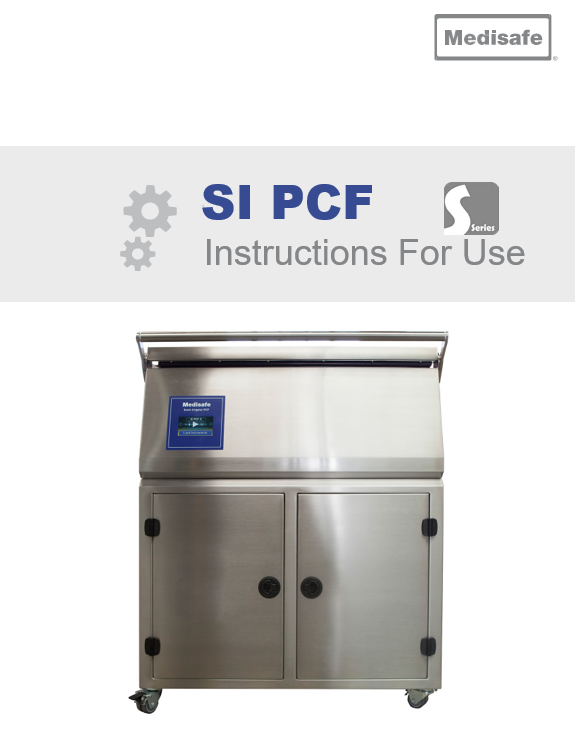 Medisafe®
SI PCF
Series
Instructions For Use
Medisafe